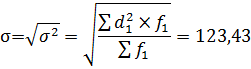 σ=√σ² = √(∑d₁² × f₁ / ∑f₁) = 123,43